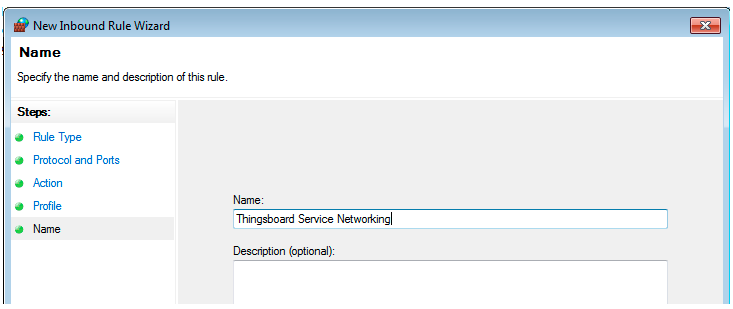 New Inbound Rule Wizard
Name
Specify the name and description of this rule.
Steps:
Rule Type
Protocol and Ports
Action
Profile
Name
Name:
Thingsboard Service Networking
Description (optional):